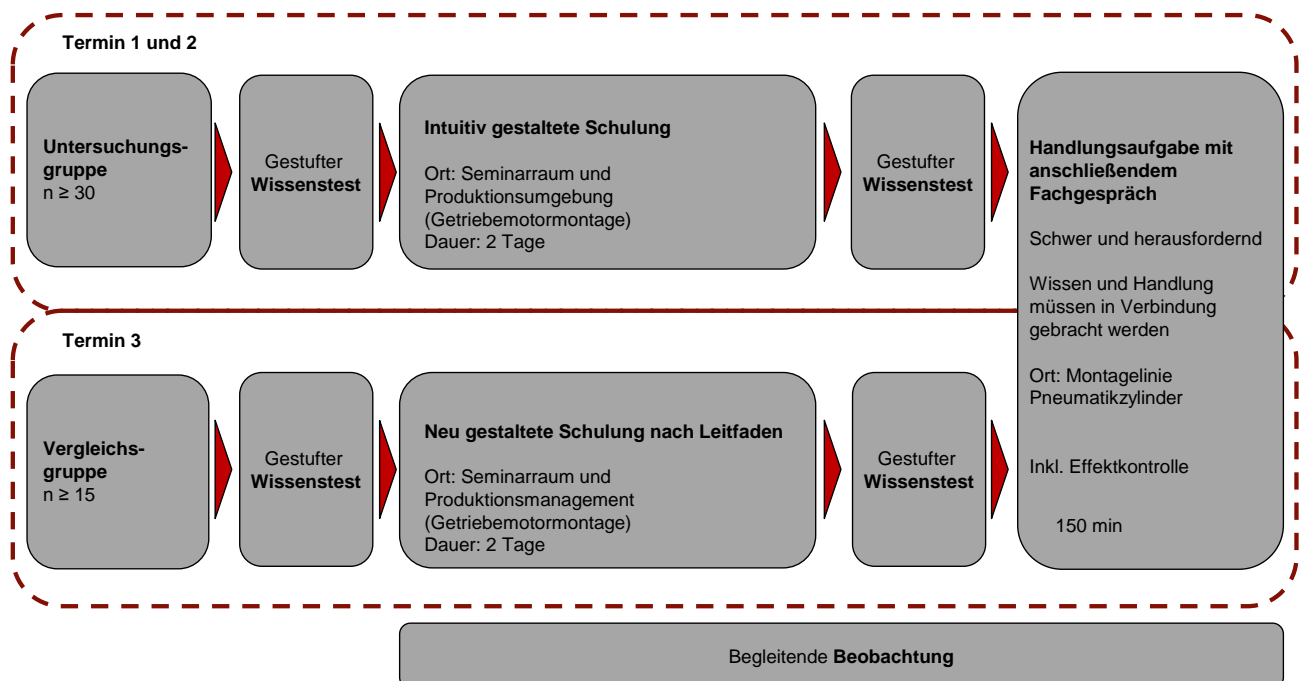 Termin 1 und 2
Untersuchungs-
gruppe
n ≥ 30
Gestufter
Wissenstest
Intuitiv gestaltete Schulung
Ort: Seminarraum und
Produktionsumgebung
(Getriebemotormontage)
Dauer: 2 Tage
Gestufter
Wissenstest
Handlungsaufgabe mit
anschließendem
Fachgespräch
Schwer und herausfordernd
Wissen und Handlung
müssen in Verbindung
gebracht werden
Ort: Montagelinie
Pneumatikzylinder
Inkl. Effektkontrolle
150 min
Termin 3
Vergleichs-
gruppe
n ≥ 15
Gestufter
Wissenstest
Neu gestaltete Schulung nach Leitfaden
Ort: Seminarraum und
Produktionsmanagement
(Getriebemotormontage)
Dauer: 2 Tage
Gestufter
Wissenstest
Begleitende Beobachtung